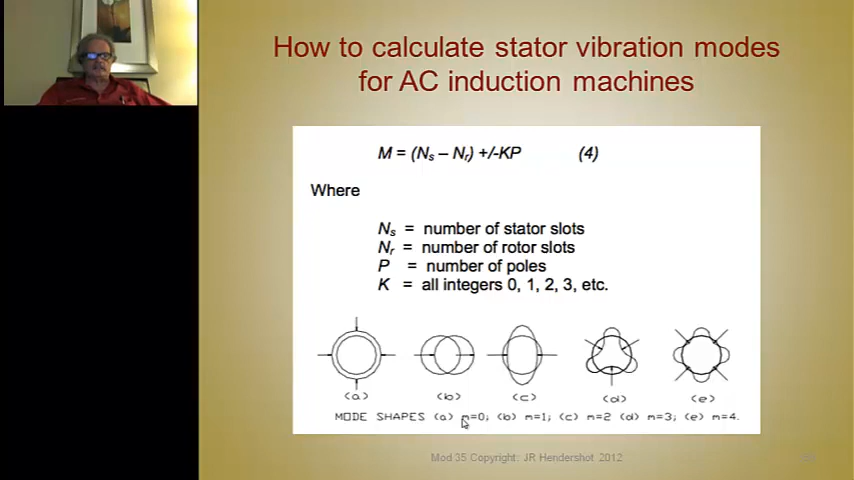 How to calculate stator vibration modes
for AC induction machines
M = (Ns – Nr) +/-KP (4)
Where
Ns = number of stator slots
Nr = number of rotor slots
P = number of poles
K = all integers 0, 1, 2, 3, etc.
(a) (b) (c) (d) (e)
MODE SHAPES (a) m=0; (b) m=1; (c) m=2 (d) m=3; (e) m=4.
Mod 35 Copyright: JR Hendershot 2012